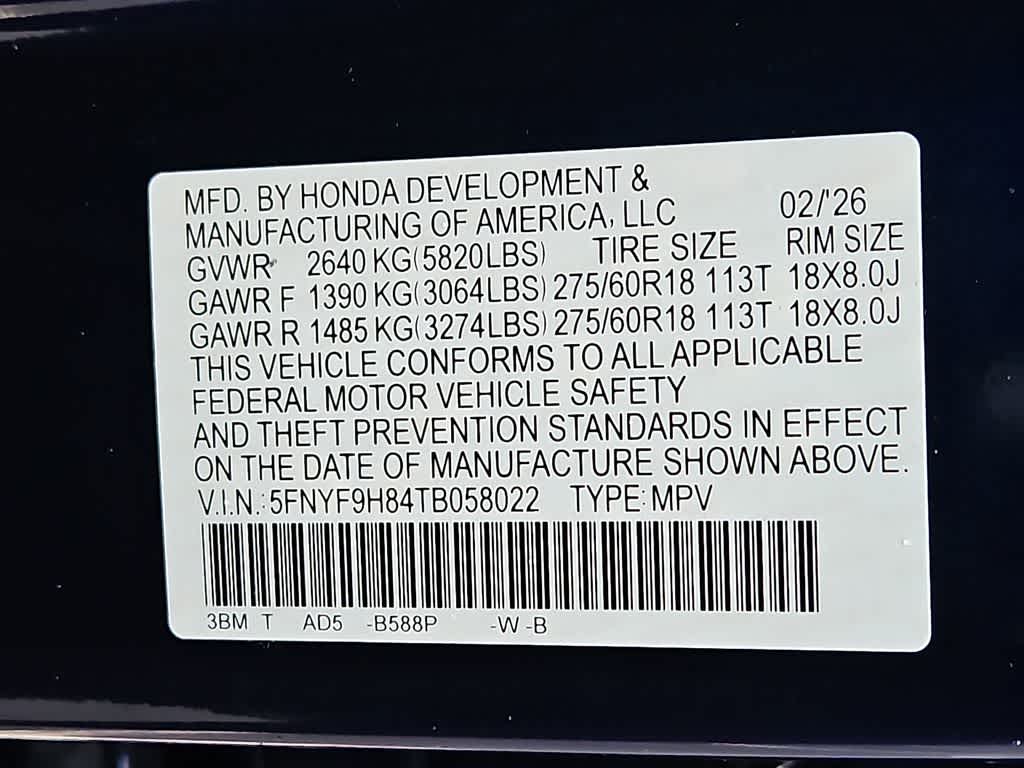 MFD. BY HONDA DEVELOPMENT &
MANUFACTURING OF AMERICA, LLC 02/'26
GVWR 2640 KG(5820LBS) TIRE SIZE RIM SIZE
GAWR F 1390 KG(3064LBS) 275/60R18 113T 18X8.0J
GAWR R 1485 KG(3274LBS) 275/60R18 113T 18X8.0J
THIS VEHICLE CONFORMS TO ALL APPLICABLE
FEDERAL MOTOR VEHICLE SAFETY
AND THEFT PREVENTION STANDARDS IN EFFECT
ON THE DATE OF MANUFACTURE SHOWN ABOVE.
V.I.N.:5FNYF9H84TB058022 TYPE:MPV
3BM T AD5 -B588P -W -B